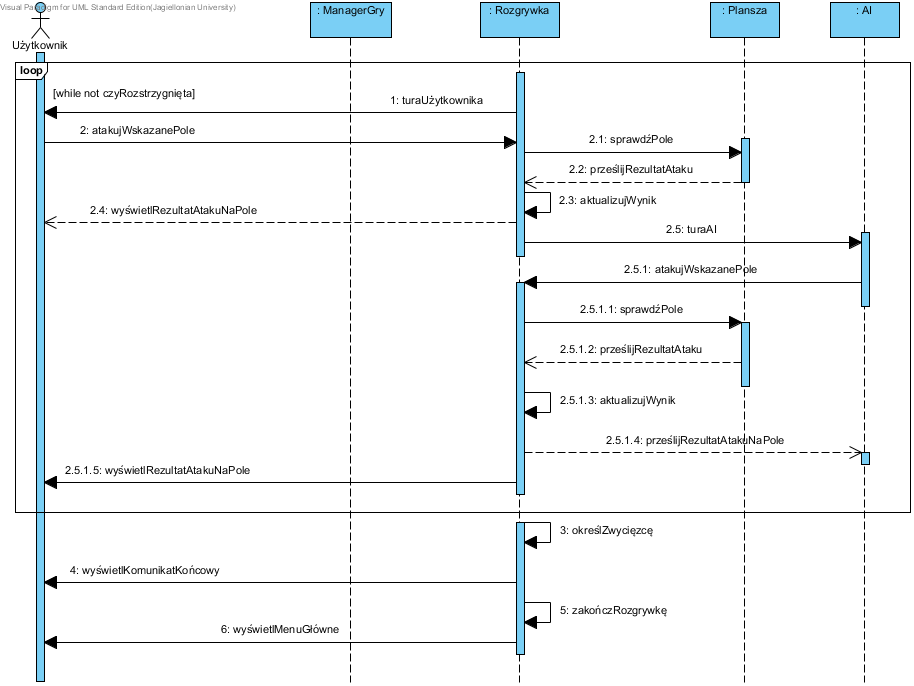 Visual Paradigm for UML Standard Edition(Jagiellonian University)
: ManagerGry
: Rozgrywka
: Plansza
: AI
Użytkownik
loop
[while not czyRozstrzygnięta]
1: turaUżytkownika
2: atakujWskazanePole
2.1: sprawdźPole
2.2: prześlijRezultatAtaku
2.3: aktualizujWynik
2.4: wyświetlRezultatAtakuNaPole
2.5: turaAI
2.5.1: atakujWskazanePole
2.5.1.1: sprawdźPole
2.5.1.2: prześlijRezultatAtaku
2.5.1.3: aktualizujWynik
2.5.1.4: prześlijRezultatAtakuNaPole
2.5.1.5: wyświetlRezultatAtakuNaPole
3: określZwycięzcę
4: wyświetlKomunikatKońcowy
5: zakończRozgrywkę
6: wyświetlMenuGłówne